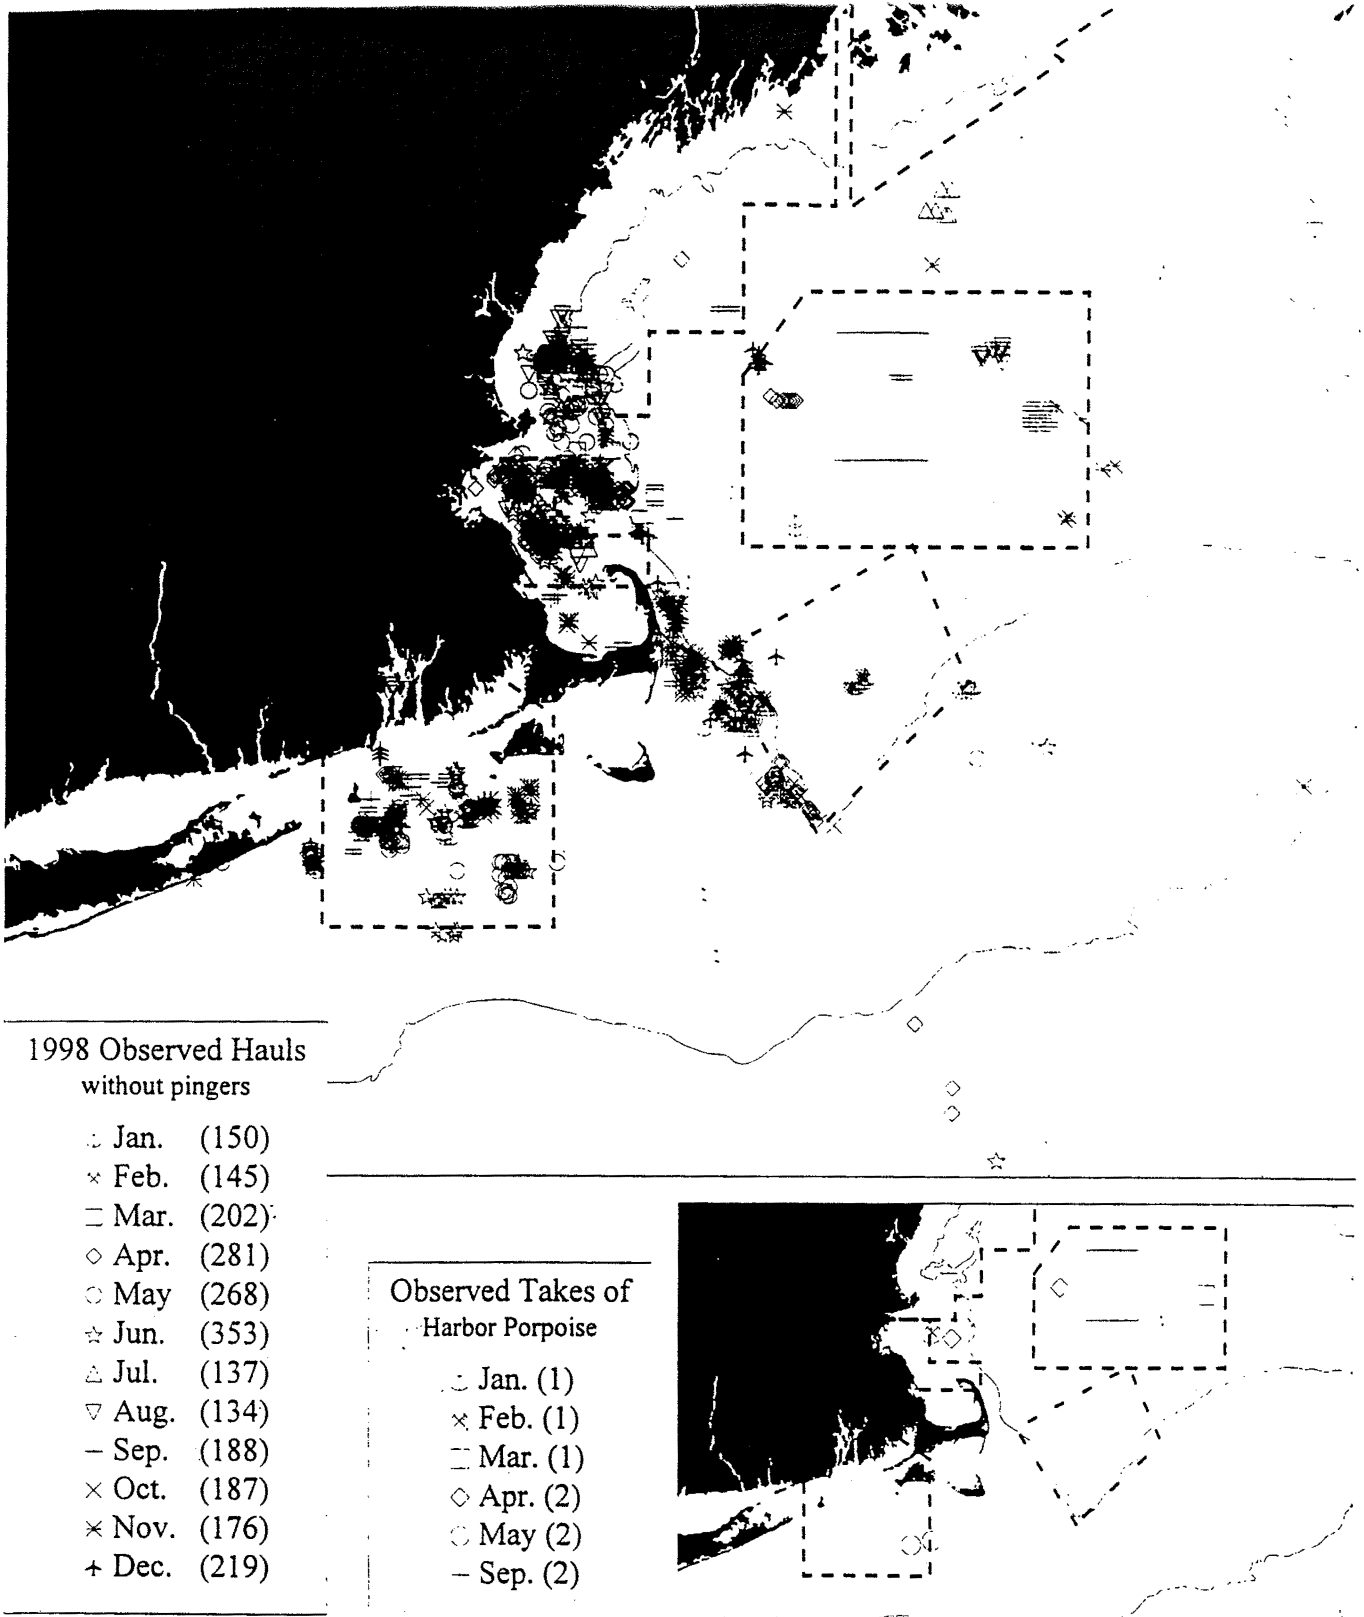 1998 Observed Hauls
without pingers
Jan. (150)
Feb. (145)
Mar. (202)
Apr. (281)
May (268)
Jun. (353)
Jul. (137)
Aug. (134)
Sep. (188)
Oct. (187)
Nov. (176)
Dec. (219)
Observed Takes of
Harbor Porpoise
Jan. (1)
Feb. (1)
Mar. (1)
Apr. (2)
May (2)
Sep. (2)